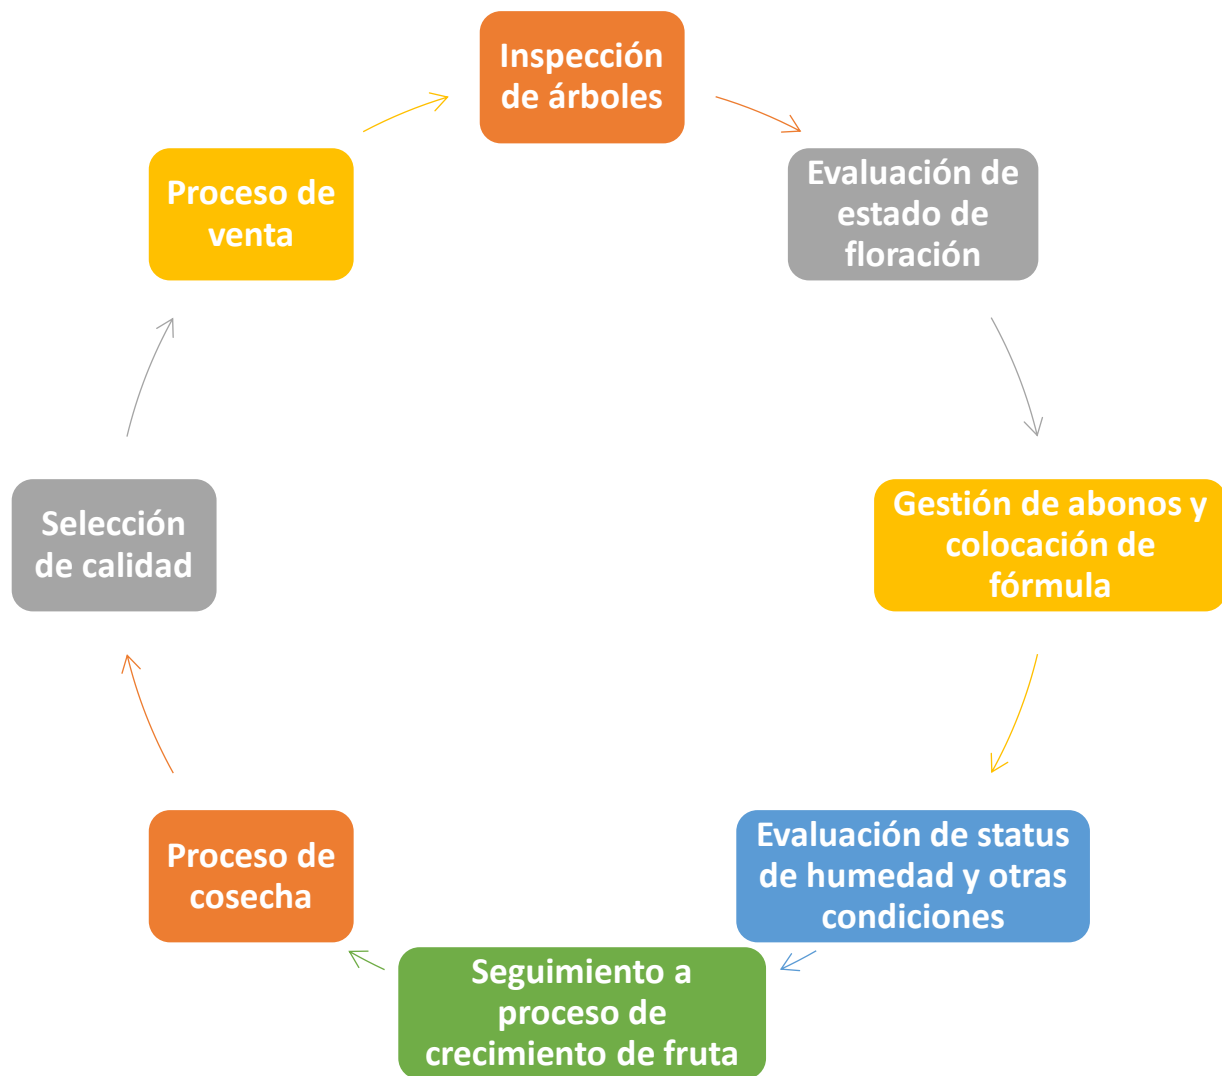 Inspección
de árboles
Evaluación de
estado de
floración
Gestión de abonos y
colocación de
fórmula
Evaluación de status
de humedad y otras
condiciones
Seguimiento a
proceso de
crecimiento de fruta
Proceso de
cosecha
Selección
de calidad
Proceso de
venta